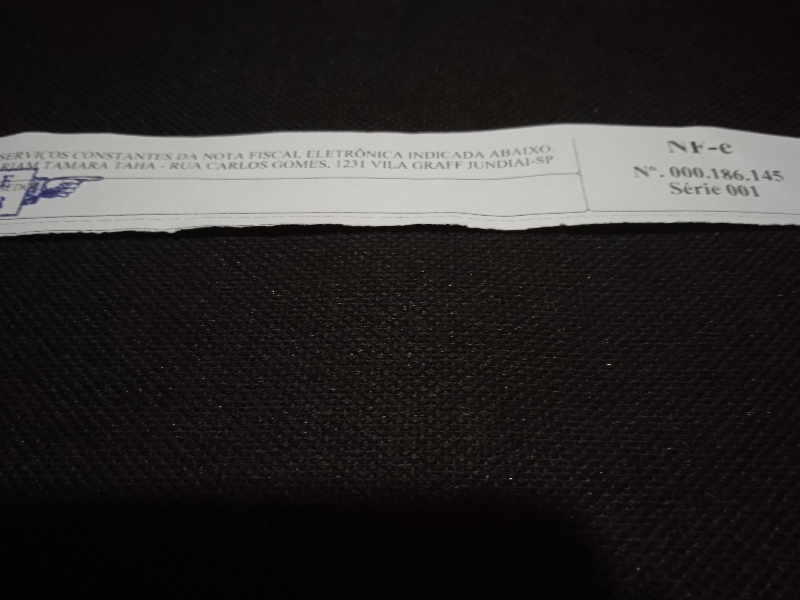 SERVIÇOS CONSTANTES DA NOTA FISCAL ELETRÔNICA INDICADA ABAIXO.
RIAM TAMARA TAHA - RUA CARLOS GOMES, 1231 VILA GRAFF JUNDIAI-SP
NF-e
Nº. 000.186.145
Série 001